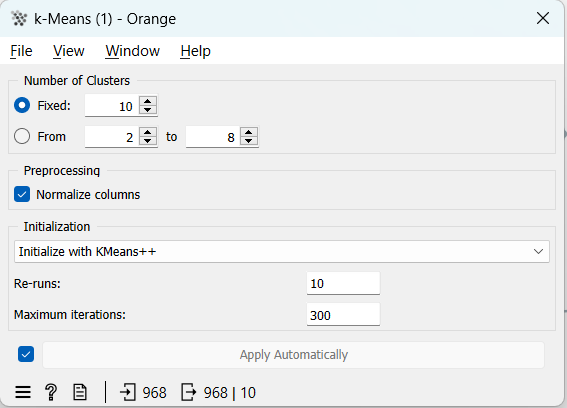 k-Means (1) - Orange
File View Window Help
Number of Clusters
Fixed: 10
From 2 to 8
Preprocessing
Normalize columns
Initialization
Initialize with KMeans++
Re-runs: 10
Maximum iterations: 300
Apply Automatically
? 968 968 | 10